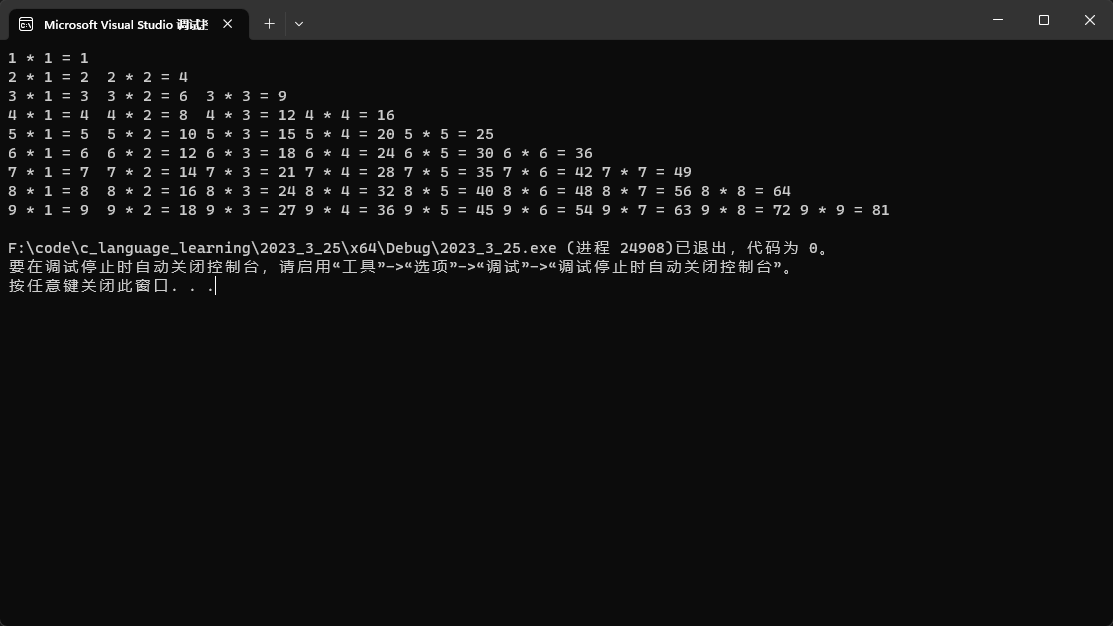 Microsoft Visual Studio 调试
1 * 1 = 1
2 * 1 = 2  2 * 2 = 4
3 * 1 = 3  3 * 2 = 6  3 * 3 = 9
4 * 1 = 4  4 * 2 = 8  4 * 3 = 12 4 * 4 = 16
5 * 1 = 5  5 * 2 = 10 5 * 3 = 15 5 * 4 = 20 5 * 5 = 25
6 * 1 = 6  6 * 2 = 12 6 * 3 = 18 6 * 4 = 24 6 * 5 = 30 6 * 6 = 36
7 * 1 = 7  7 * 2 = 14 7 * 3 = 21 7 * 4 = 28 7 * 5 = 35 7 * 6 = 42 7 * 7 = 49
8 * 1 = 8  8 * 2 = 16 8 * 3 = 24 8 * 4 = 32 8 * 5 = 40 8 * 6 = 48 8 * 7 = 56 8 * 8 = 64
9 * 1 = 9  9 * 2 = 18 9 * 3 = 27 9 * 4 = 36 9 * 5 = 45 9 * 6 = 54 9 * 7 = 63 9 * 8 = 72 9 * 9 = 81
F:\code\c_language_learning\2023_3_25\x64\Debug\2023_3_25.exe (进程 24908)已退出，代码为 0。
要在调试停止时自动关闭控制台，请启用“工具”->“选项”->“调试”->“调试停止时自动关闭控制台”。
按任意键关闭此窗口. . .